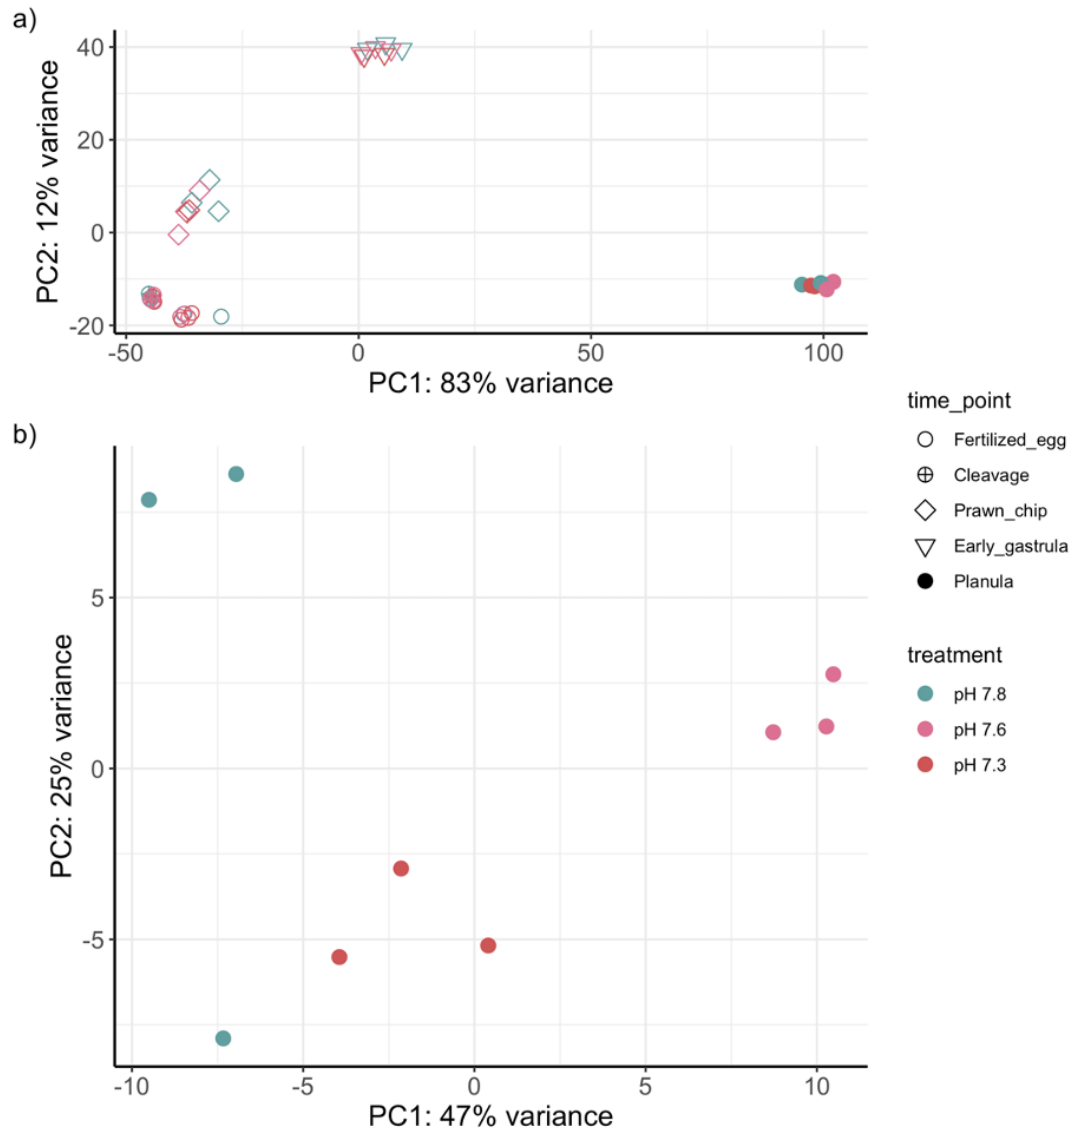 a)
40
20
0
-20
PC2: 12% variance
-50
0
50
100
PC1: 83% variance
b)
5
0
-5
PC2: 25% variance
-10
-5
0
5
10
PC1: 47% variance
time_point
Fertilized_egg
Cleavage
Prawn_chip
Early_gastrula
Planula
treatment
pH 7.8
pH 7.6
pH 7.3